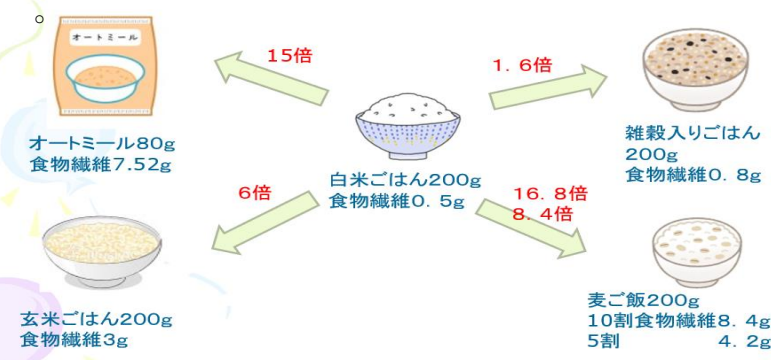 オートミール
15倍
1. 6倍
オートミール80g
食物繊維7.52g
白米ごはん200g
食物繊維0. 5g
雑穀入りごはん
200g
食物繊維0. 8g
6倍
16. 8倍
8. 4倍
玄米ごはん200g
食物繊維3g
麦ご飯200g
10割食物繊維8. 4g
5割 4. 2g